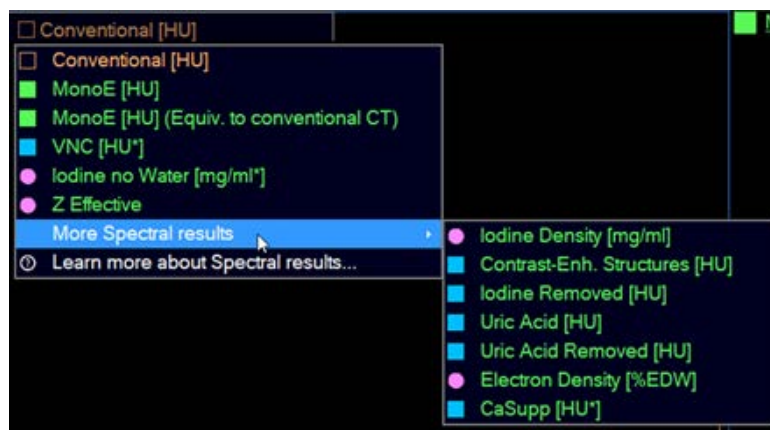 Conventional [HU]
Conventional [HU]
MonoE [HU]
MonoE [HU] (Equiv. to conventional CT)
VNC [HU*]
Iodine no Water [mg/ml*]
Z Effective
More Spectral results
Learn more about Spectral results...
Iodine Density [mg/ml]
Contrast-Enh. Structures [HU]
Iodine Removed [HU]
Uric Acid [HU]
Uric Acid Removed [HU]
Electron Density [%EDW]
CaSupp [HU*]